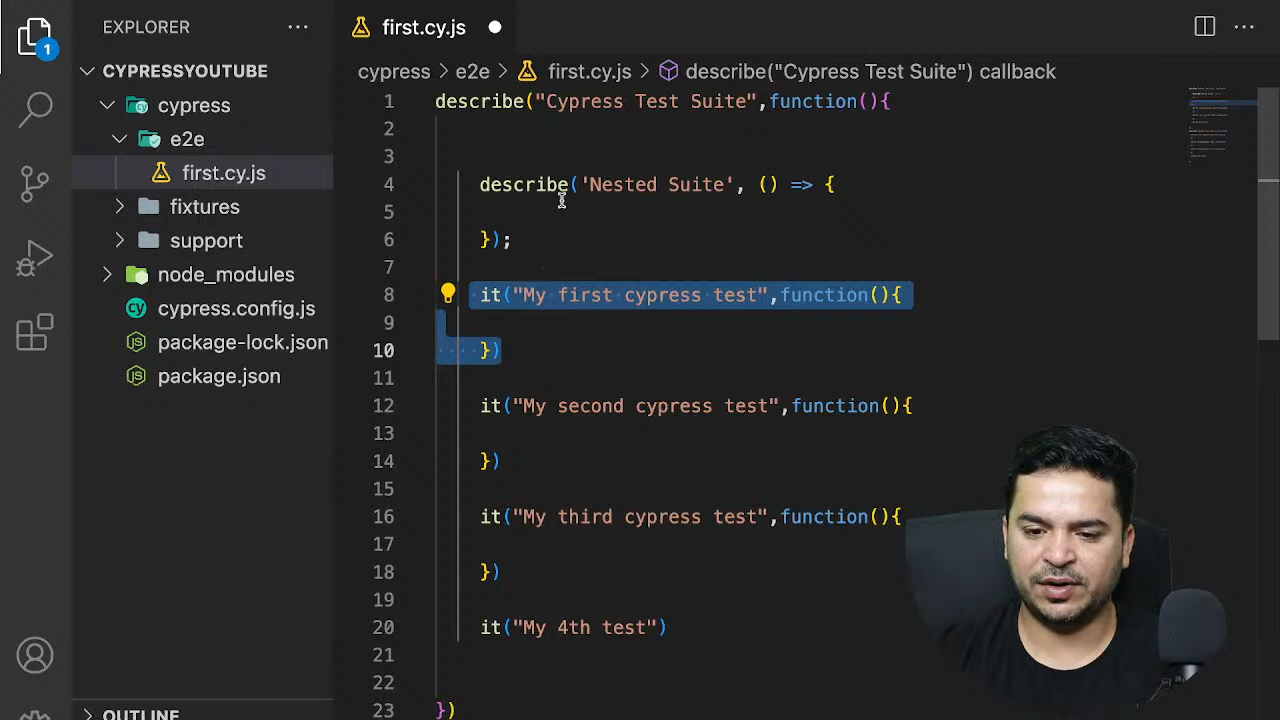 EXPLORER
first.cy.js
1
CYPRESSYOUTUBE
cypress
e2e
first.cy.js
fixtures
support
node_modules
cypress.config.js
package-lock.json
package.json
OUTLINE
cypress > e2e > first.cy.js > describe("Cypress Test Suite") callback
1 describe("Cypress Test Suite",function(){
2
3
4 describe('Nested Suite', () => {
5
6 });
7
8 it("My first cypress test",function(){
9
10 })
11
12 it("My second cypress test",function(){
13
14 })
15
16 it("My third cypress test",function(){
17
18 })
19
20 it("My 4th test")
21
22
23 })